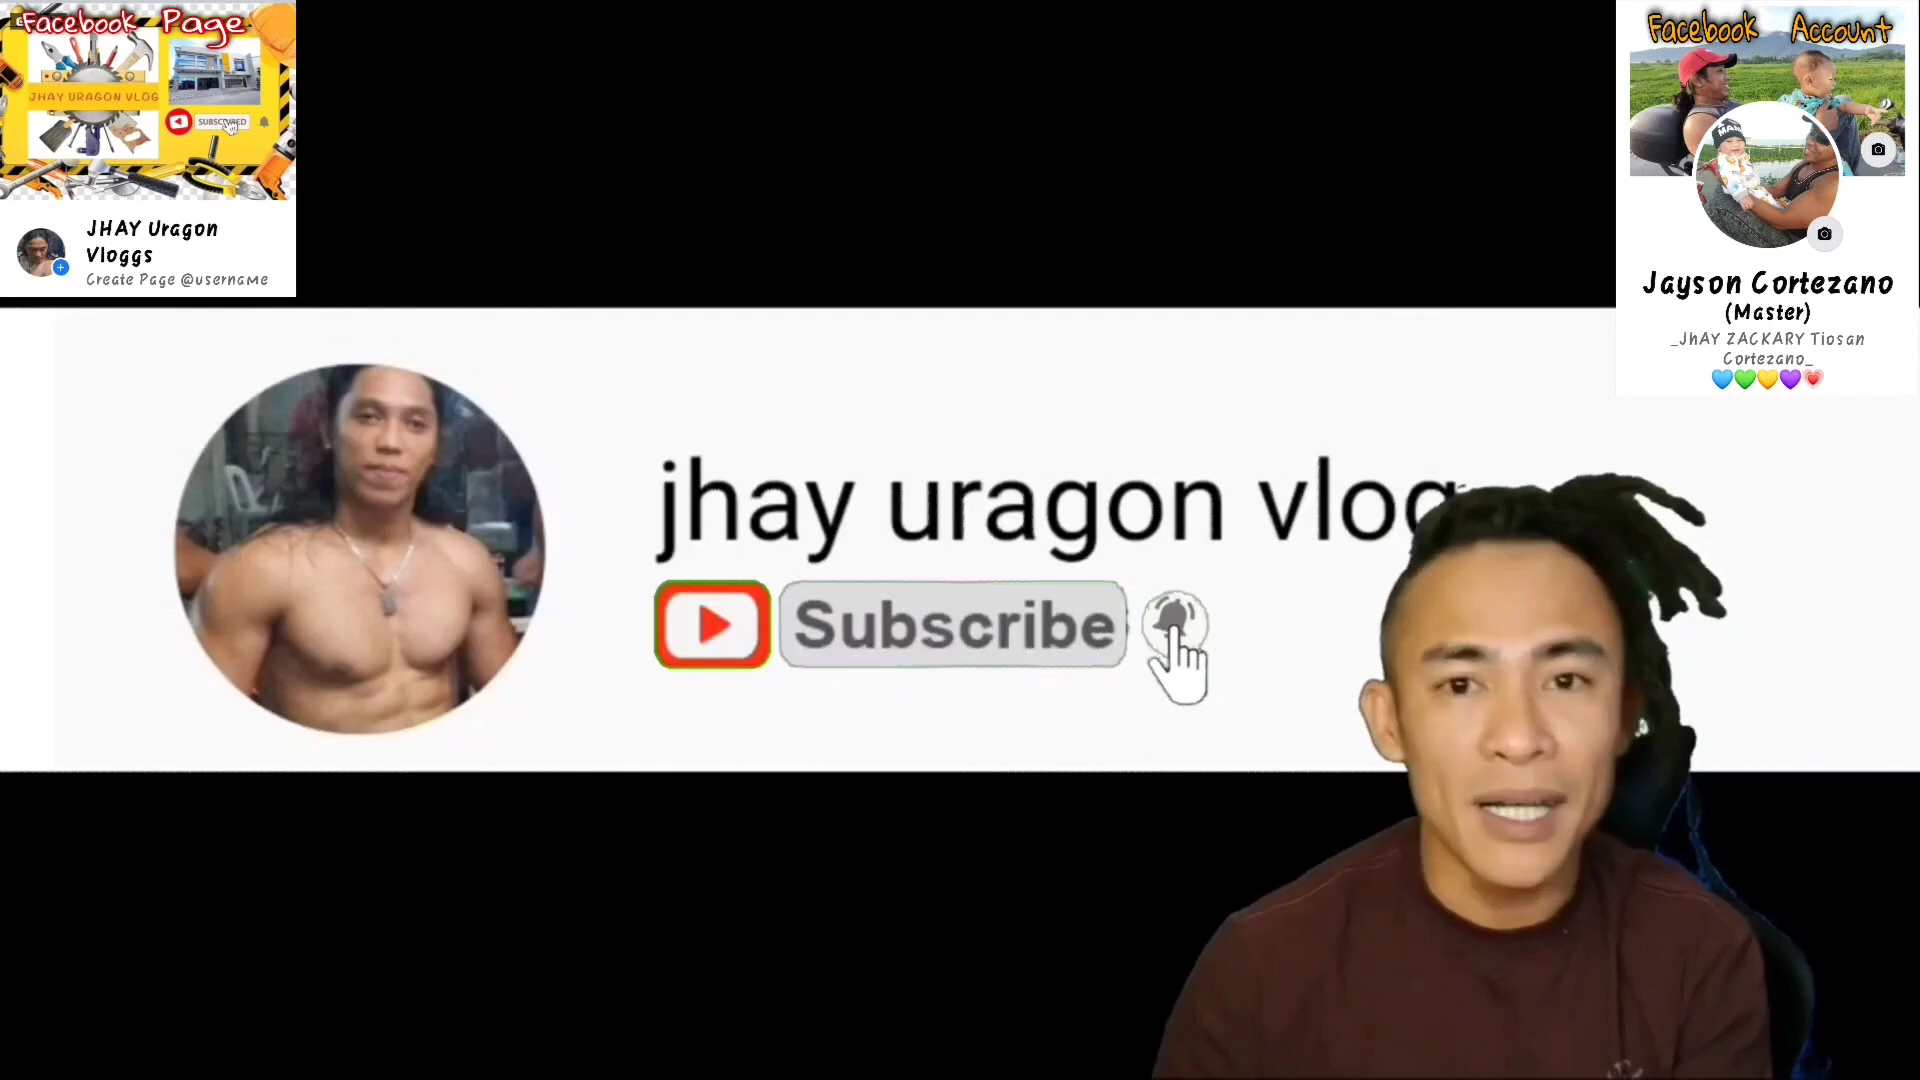 Facebook Page
JHAY URAGON VLOG
SUBSCRIBED
JHAY Uragon
Vloggs
Create Page @username
Facebook Account
Jayson Cortezano
(Master)
_JhAY ZACKARY Tiosan
Cortezano_
jhay uragon vlog
Subscribe